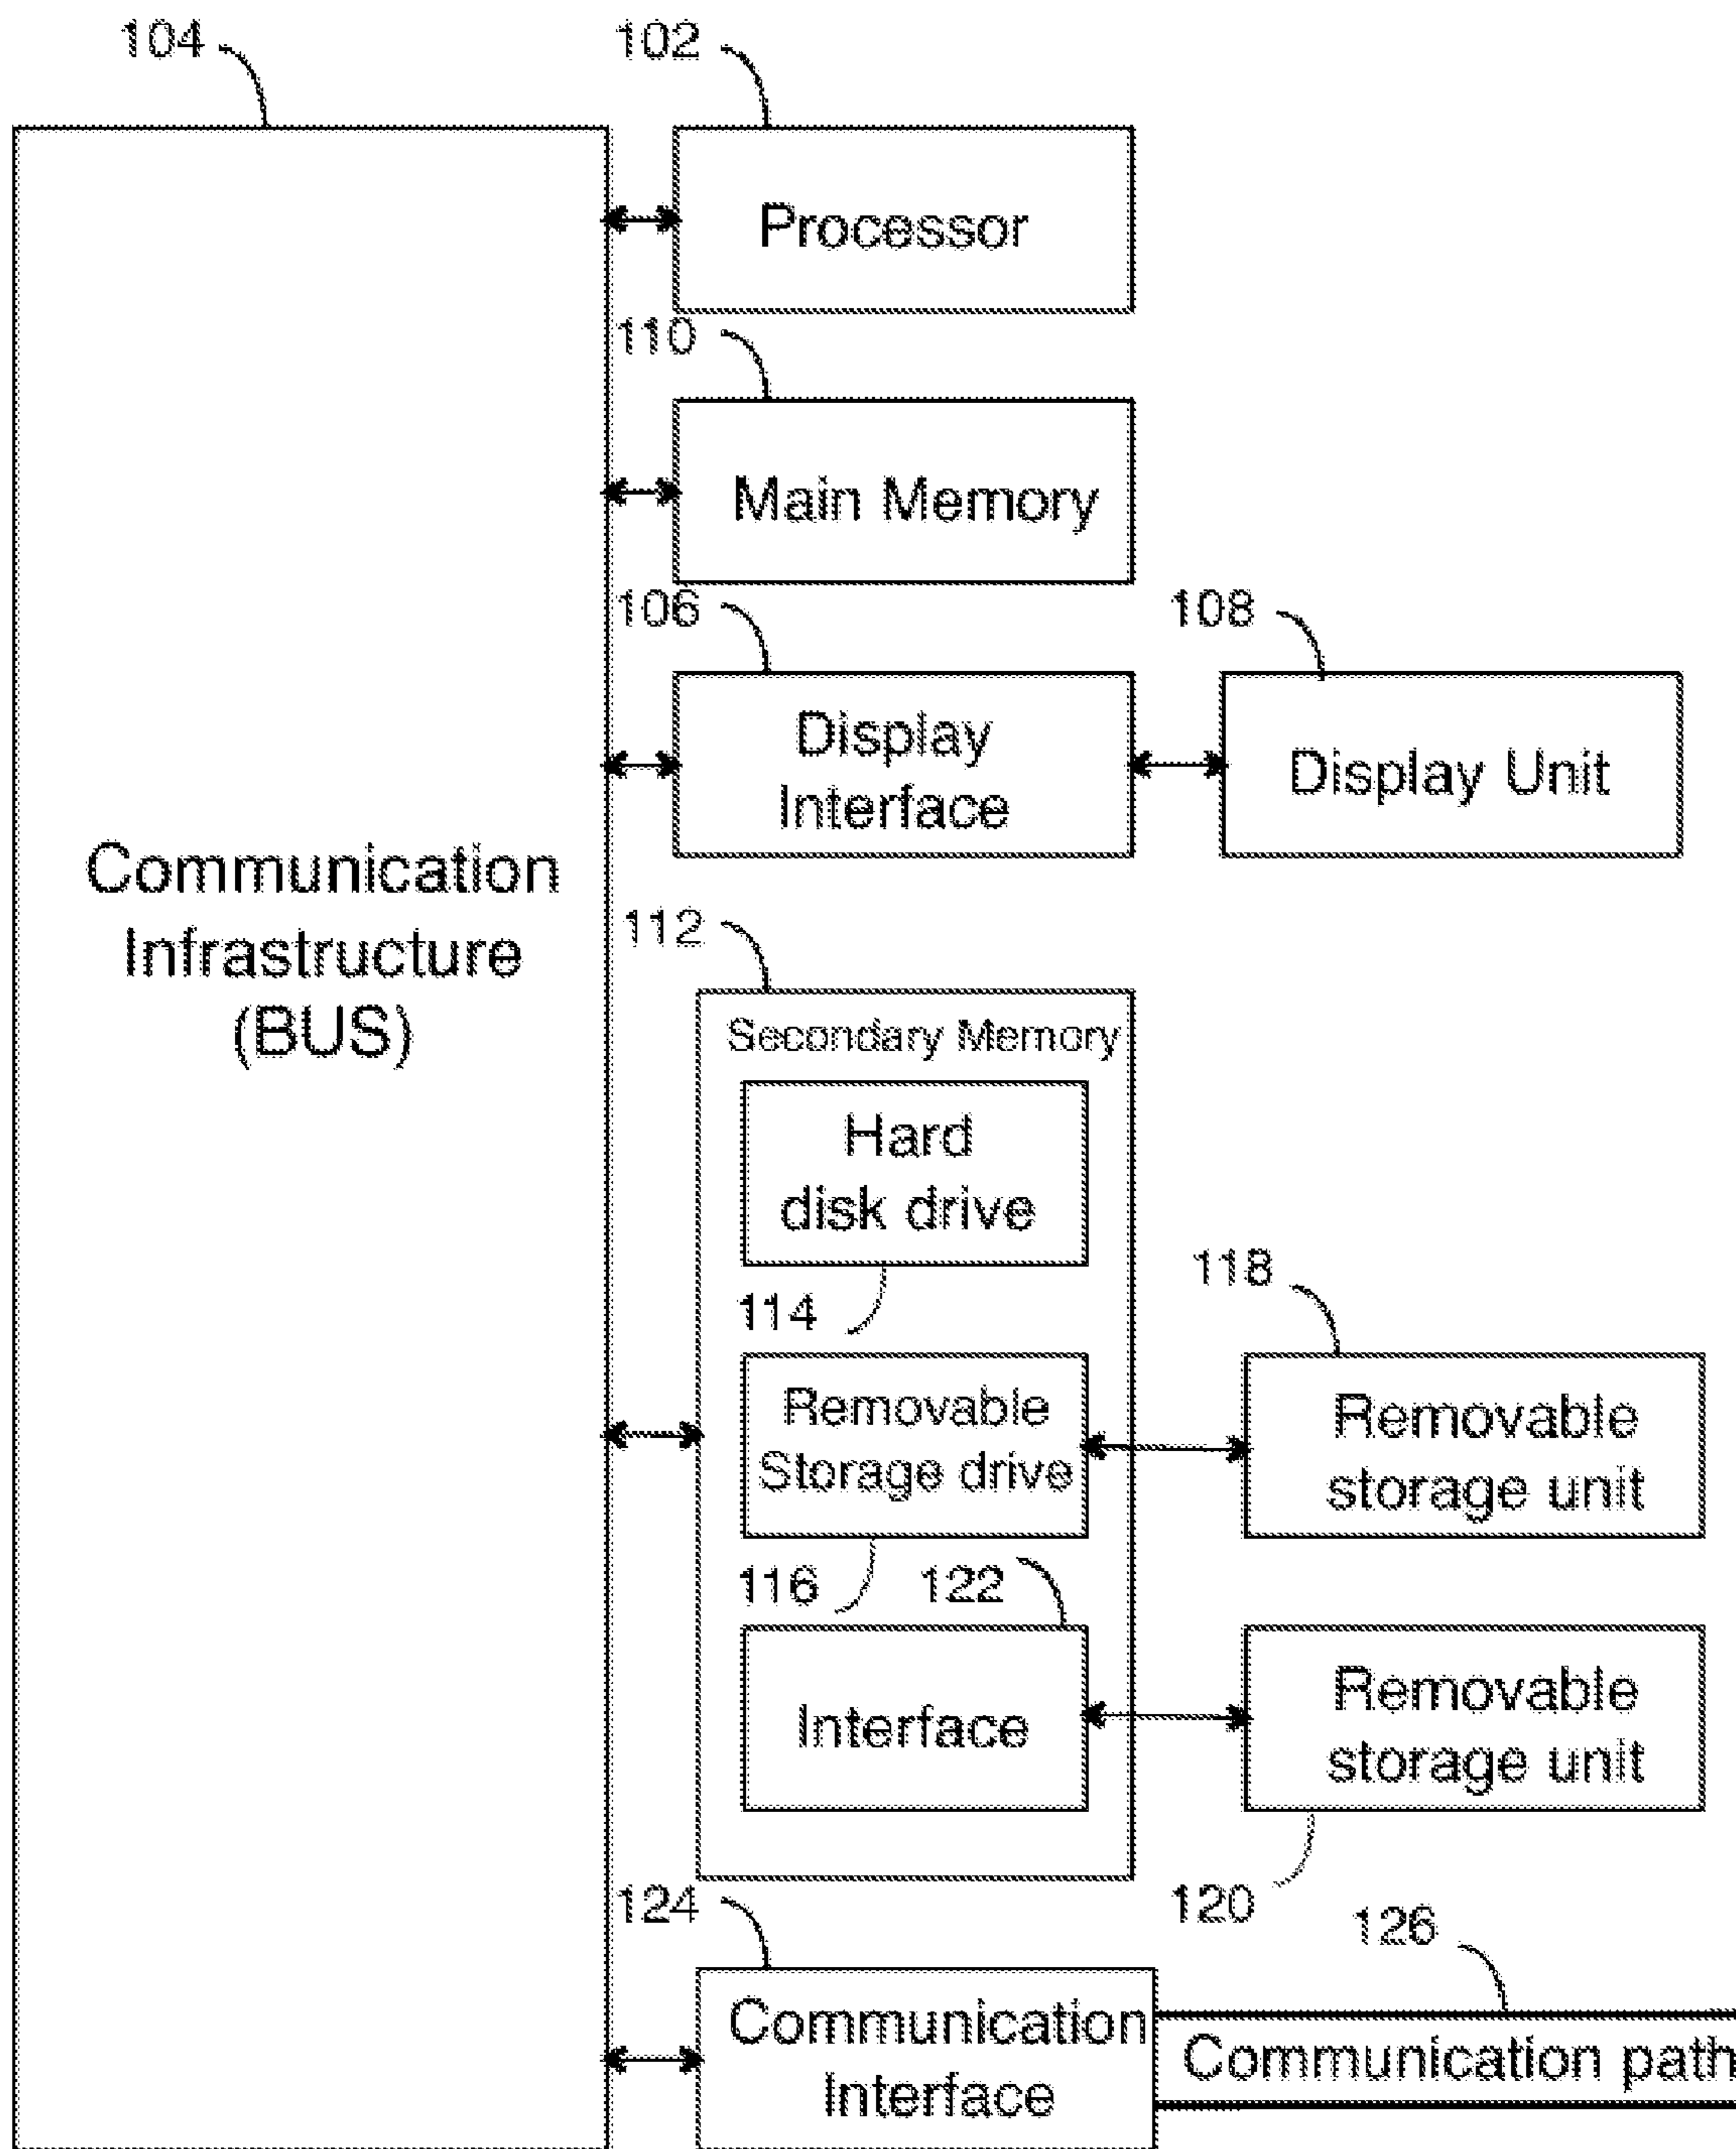 104
102
Processor
110
Main Memory
106
108
Display
Interface
Display Unit
Communication
Infrastructure
(BUS)
112
Secondary Memory
Hard
disk drive
114
118
Removable
Storage drive
Removable
storage unit
116
122
Interface
Removable
storage unit
120
124
126
Communication
Interface
Communication path